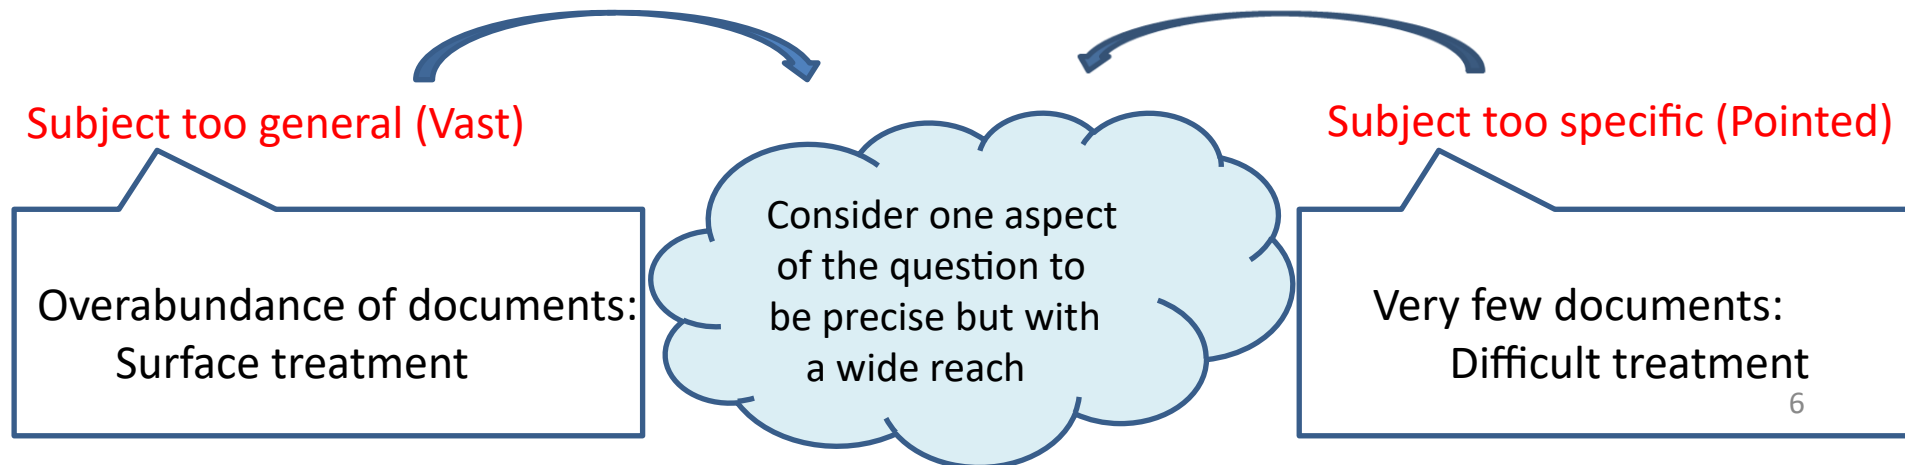 Subject too general (Vast)
Overabundance of documents:
Surface treatment
Consider one aspect
of the question to
be precise but with
a wide reach
Subject too specific (Pointed)
Very few documents:
Difficult treatment
6